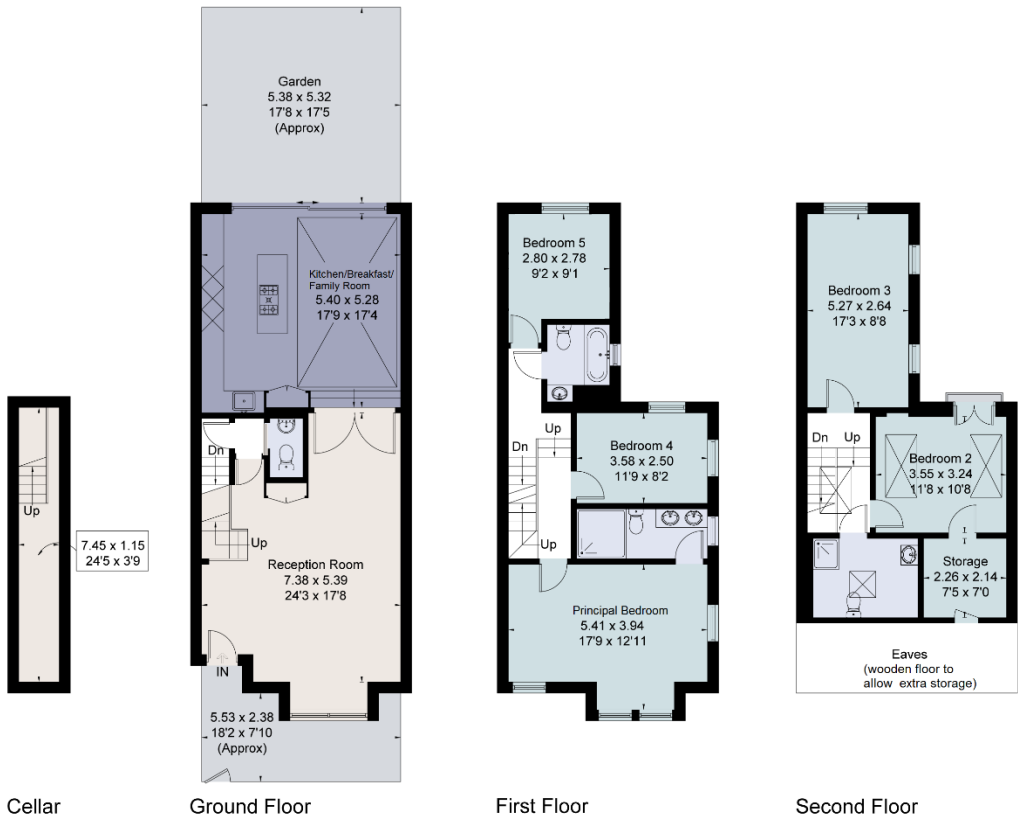 Garden
5.38 x 5.32
17'8 x 17'5
(Approx)
Kitchen/Breakfast/
Family Room
5.40 x 5.28
17'9 x 17'4
Dn
Up
Reception Room
7.38 x 5.39
24'3 x 17'8
IN
5.53 x 2.38
18'2 x 7'10
(Approx)
Up
7.45 x 1.15
24'5 x 3'9
Bedroom 5
2.80 x 2.78
9'2 x 9'1
Up
Dn
Bedroom 4
3.58 x 2.50
11'9 x 8'2
Up
Principal Bedroom
5.41 x 3.94
17'9 x 12'11
Bedroom 3
5.27 x 2.64
17'3 x 8'8
Dn
Up
Bedroom 2
3.55 x 3.24
11'8 x 10'8
Storage
2.26 x 2.14
7'5 x 7'0
Eaves
(wooden floor to
allow extra storage)
Cellar
Ground Floor
First Floor
Second Floor